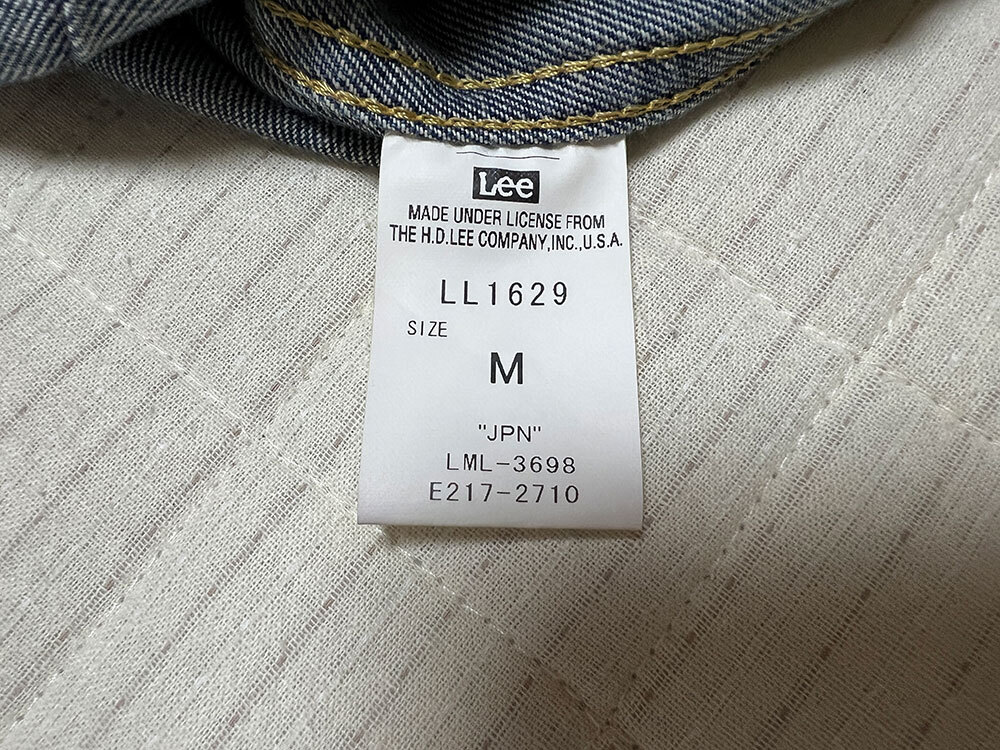 Lee
MADE UNDER LICENSE FROM
THE H.D.LEE COMPANY,INC.,U.S.A.
LL1629
SIZE
M
"JPN"
LML-3698
E217-2710